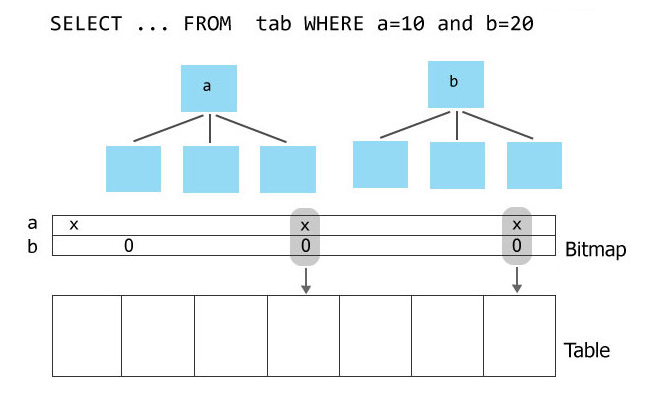 SELECT ... FROM  tab WHERE a=10 and b=20
a
b
a x x x
b 0 0 0
Bitmap
Table